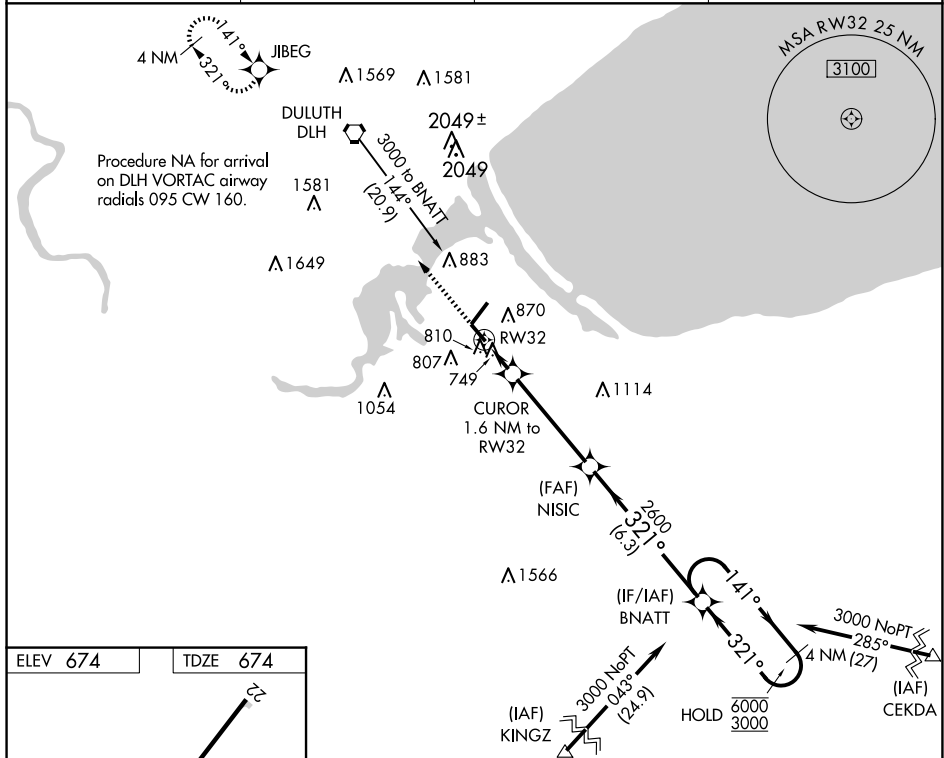 141°
4 NM
321°
JIBEG
1569
1581
MSA RW32 25 NM
3100
DULUTH
DLH
2049±
2049
3000 to BNATT
144°
(20.9)
Procedure NA for arrival
on DLH VORTAC airway
radials 095 CW 160.
1581
1649
883
870
RW32
810
807
749
1054
1114
CUROR
1.6 NM to
RW32
(FAF)
NISIC
2600
321°
(6.3)
1566
(IF/IAF)
BNATT
141°
321°
4 NM
3000 NoPT
285°
(27)
(IAF)
CEKDA
HOLD
6000
3000
3000 NoPT
043°
(24.9)
(IAF)
KINGZ
ELEV 674
TDZE 674
22